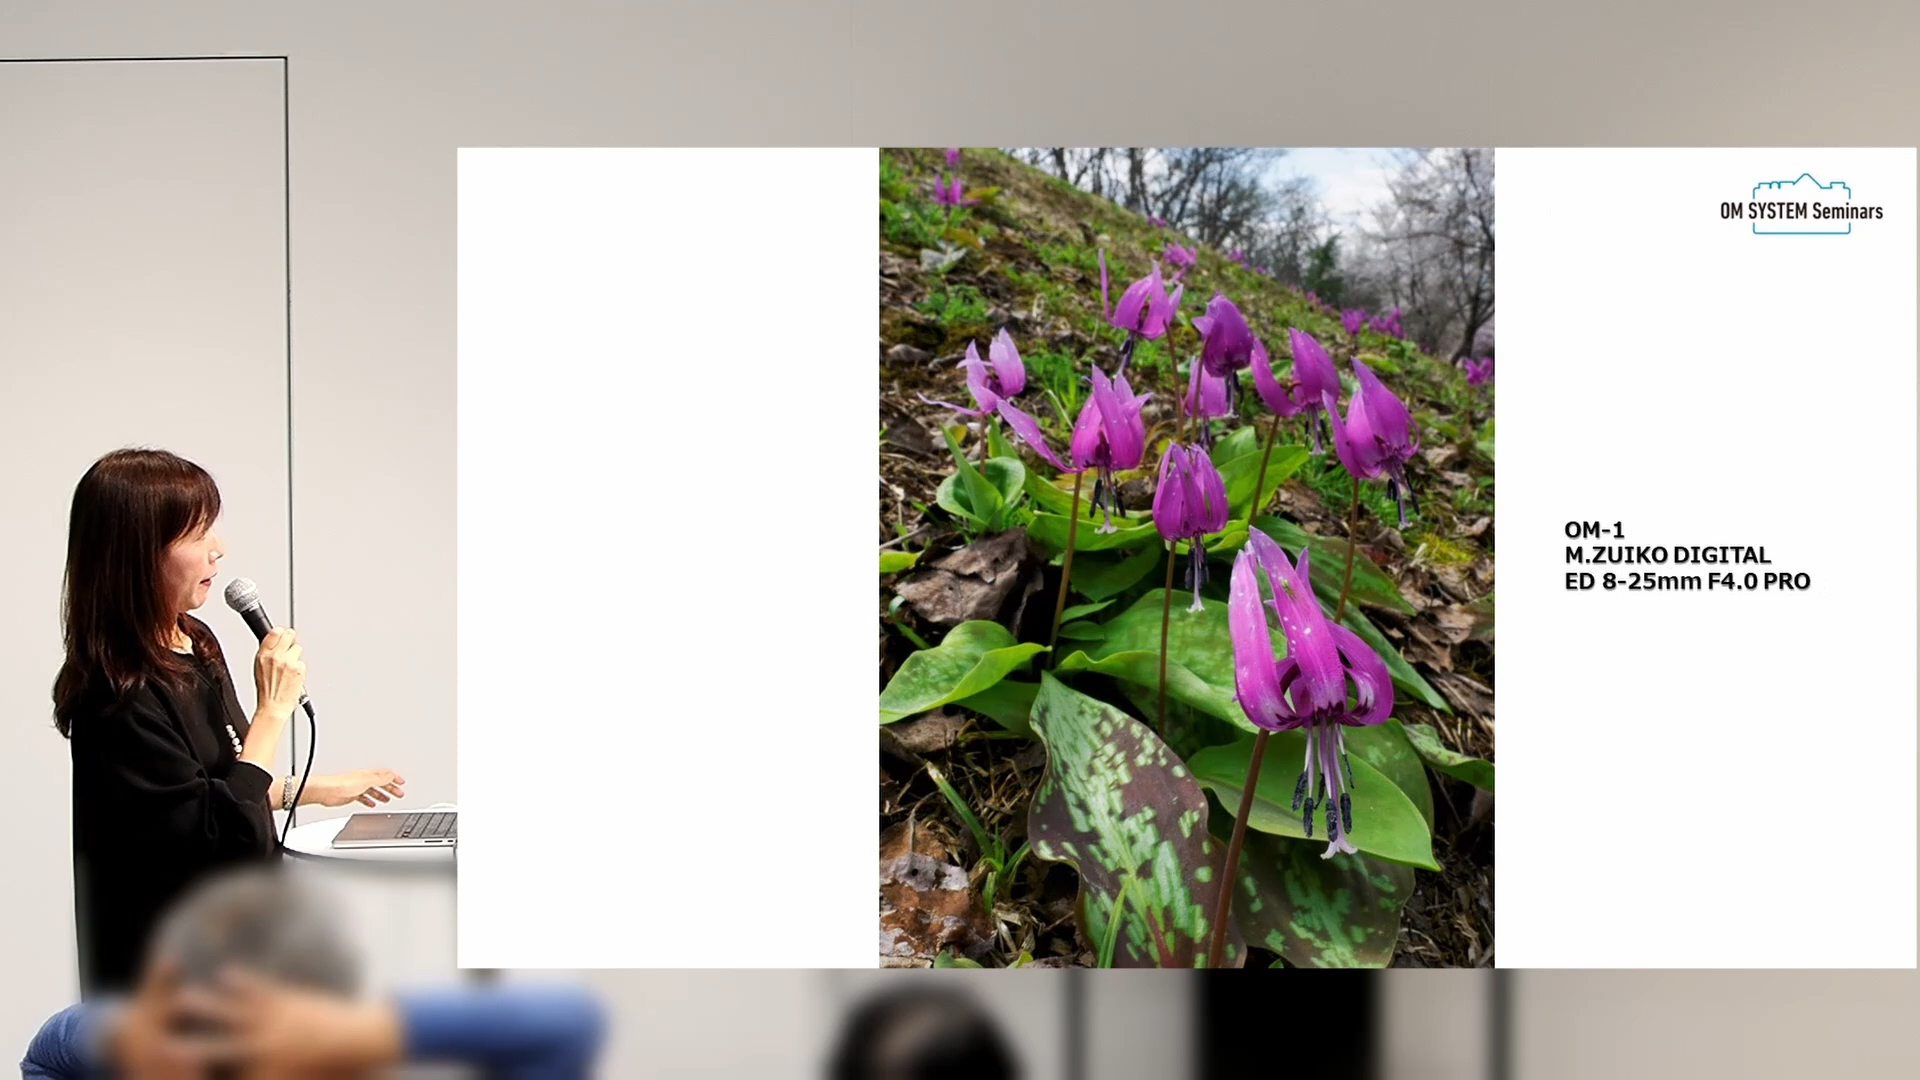 OM SYSTEM Seminars
OM-1
M.ZUIKO DIGITAL
ED 8-25mm F4.0 PRO